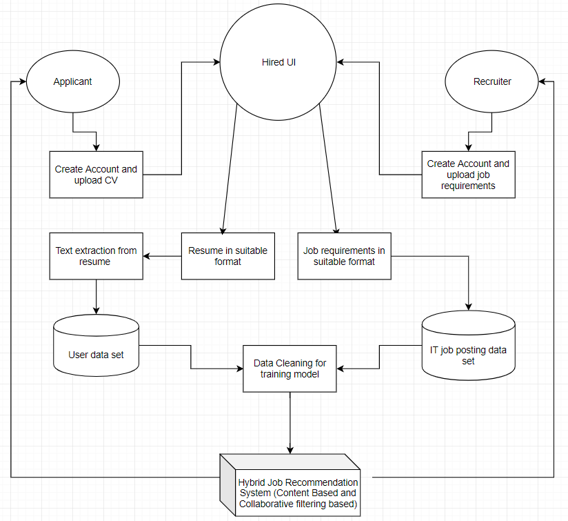 Hired UI
Applicant
Recruiter
Create Account and
upload CV
Create Account and
upload job
requirements
Text extraction from
resume
Resume in suitable
format
Job requirements in
suitable format
User data set
IT job posting data
set
Data Cleaning for
training model
Hybrid Job Recommendation
System (Content Based and
Collaborative filtering based)